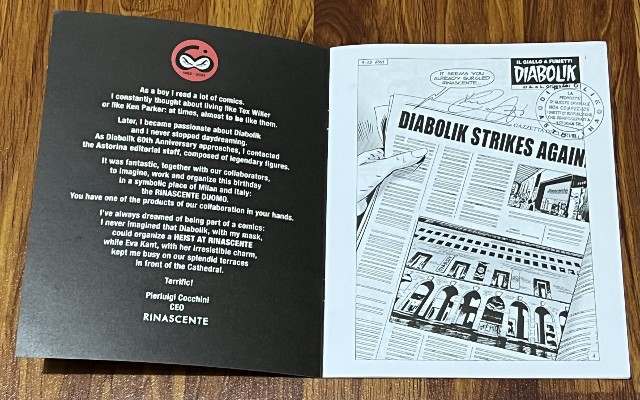 As a boy I read a lot of comics.
I constantly thought about living like Tex Willer
or like Ken Parker: at times, almost to be like them.
Later, I became passionate about Diabolik
and I never stopped daydreaming.
As Diabolik 60th Anniversary approaches, I contacted
the Astorina editorial staff, composed of legendary figures.
It was fantastic, together with our collaborators,
to imagine, work and organize this birthday
in a symbolic place of Milan and Italy:
the RINASCENTE DUOMO.
You have one of the products of our collaboration in your hands.
I've always dreamed of being part of a comics:
I never imagined that Diabolik, with my mask,
could organize a HEIST AT RINASCENTE
while Eva Kant, with her irresistible charm,
kept me busy on our splendid terraces
in front of the Cathedral.
Terrific!
Pierluigi Cocchini
CEO
RINASCENTE
IT SEEMS YOU
ALREADY SURGLED
RINASCENTE.
IL GIALLO A FUMETTI
DIABOLIK
GAZZETTA
DIABOLIK STRIKES AGAIN.